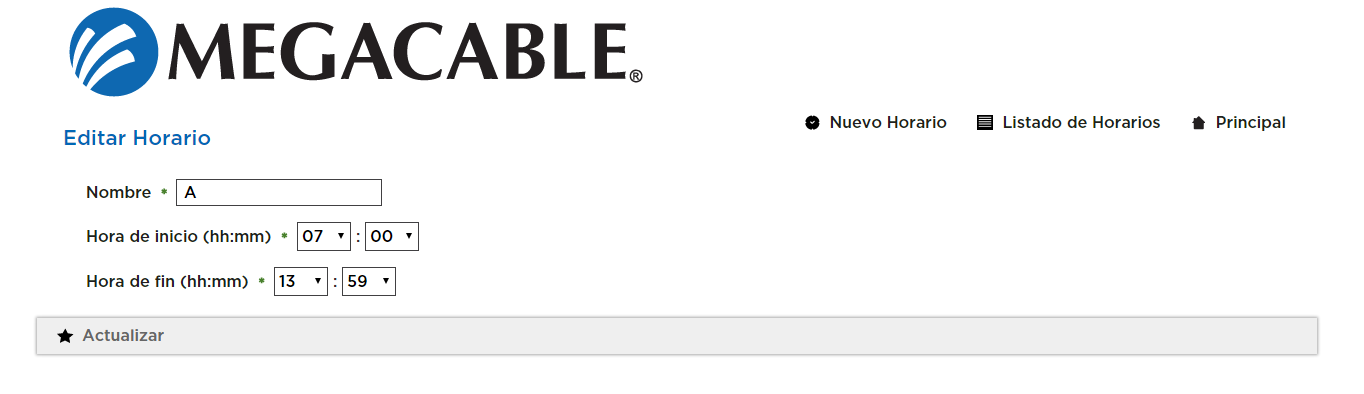 MEGACABLE®
Nuevo Horario Listado de Horarios Principal
Editar Horario
Nombre * A
Hora de inicio (hh:mm) * 07 : 00
Hora de fin (hh:mm) * 13 : 59
Actualizar